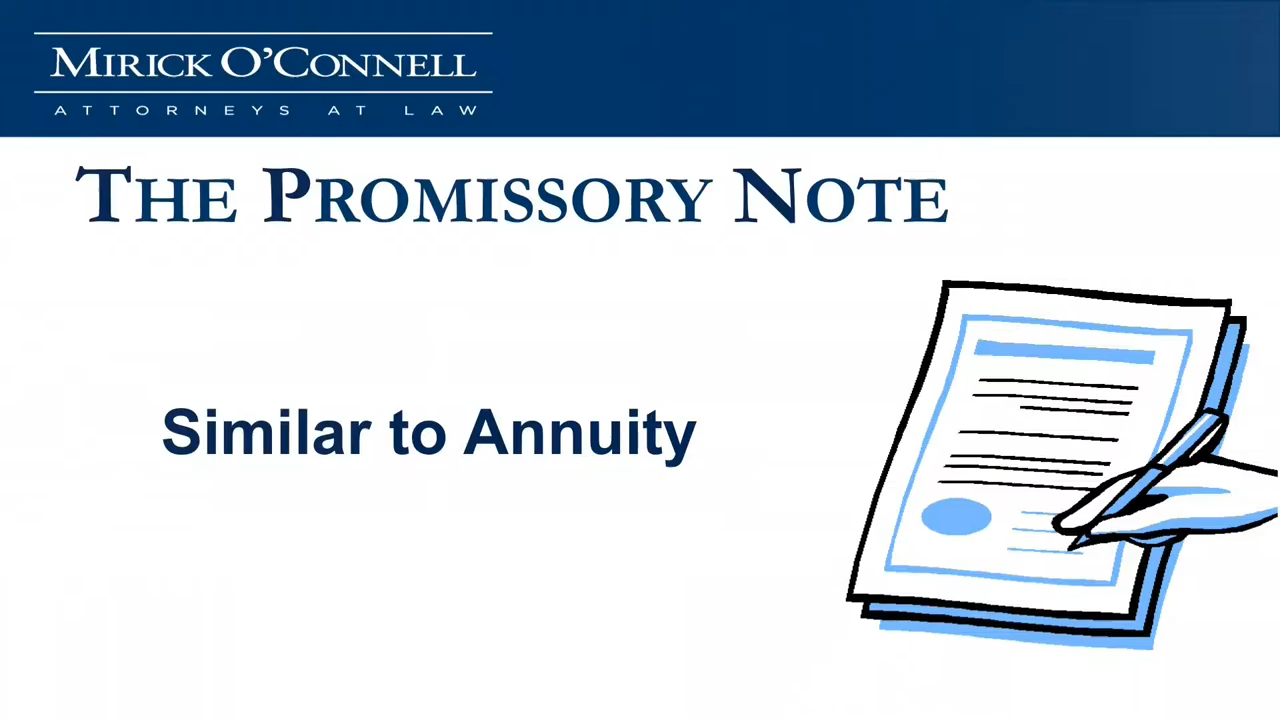 MIRICK O'CONNELL
ATTORNEYS AT LAW
THE PROMISSORY NOTE
Similar to Annuity